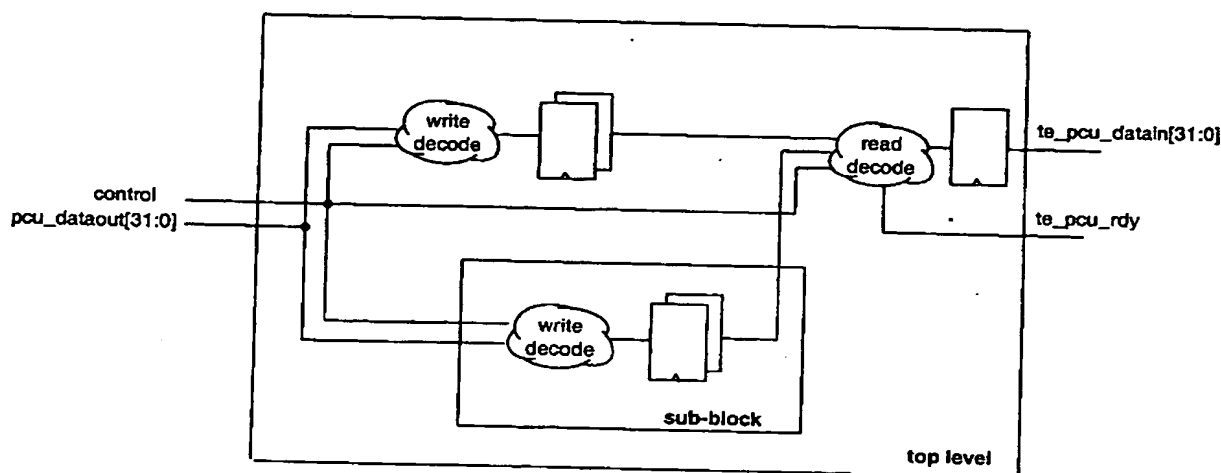 write
decode
read
decode
te_pcu_datain[31:0]
control
pcu_dataout[31:0]
te_pcu_rdy
write
decode
sub-block
top level